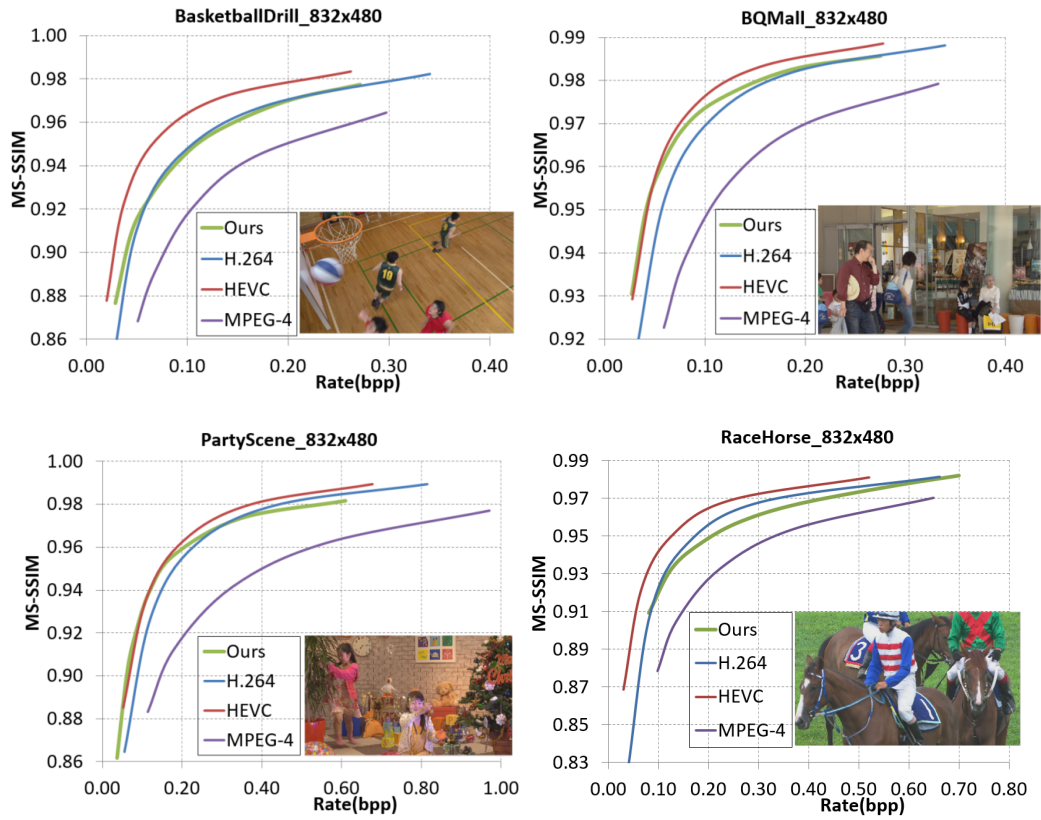 BasketballDrill_832x480
1.00
0.98
0.96
0.94
0.92
0.90
0.88
0.86
MS-SSIM
Ours
H.264
HEVC
MPEG-4
10
0.00 0.10 0.20 0.30 0.40
Rate(bpp)
BQMall_832x480
0.99
0.98
0.97
0.96
0.95
0.94
0.93
0.92
MS-SSIM
Ours
H.264
HEVC
MPEG-4
0.00 0.10 0.20 0.30 0.40
Rate(bpp)
PartyScene_832x480
1.00
0.98
0.96
0.94
0.92
0.90
0.88
0.86
MS-SSIM
Ours
H.264
HEVC
MPEG-4
0.00 0.20 0.40 0.60 0.80 1.00
Rate(bpp)
RaceHorse_832x480
0.99
0.97
0.95
0.93
0.91
0.89
0.87
0.85
0.83
MS-SSIM
Ours
H.264
HEVC
MPEG-4
3
1
0.00 0.10 0.20 0.30 0.40 0.50 0.60 0.70 0.80
Rate(bpp)